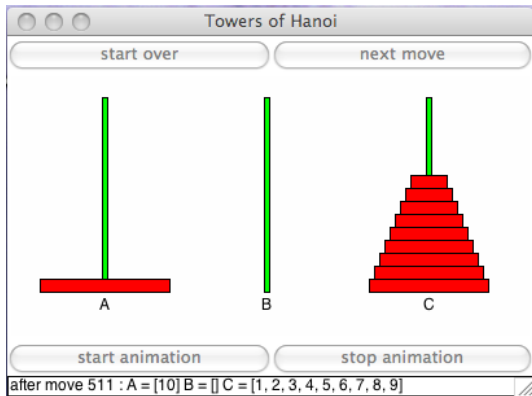 Towers of Hanoi
start over
next move
A
B
C
start animation
stop animation
after move 511 : A = [10] B = [] C = [1, 2, 3, 4, 5, 6, 7, 8, 9]